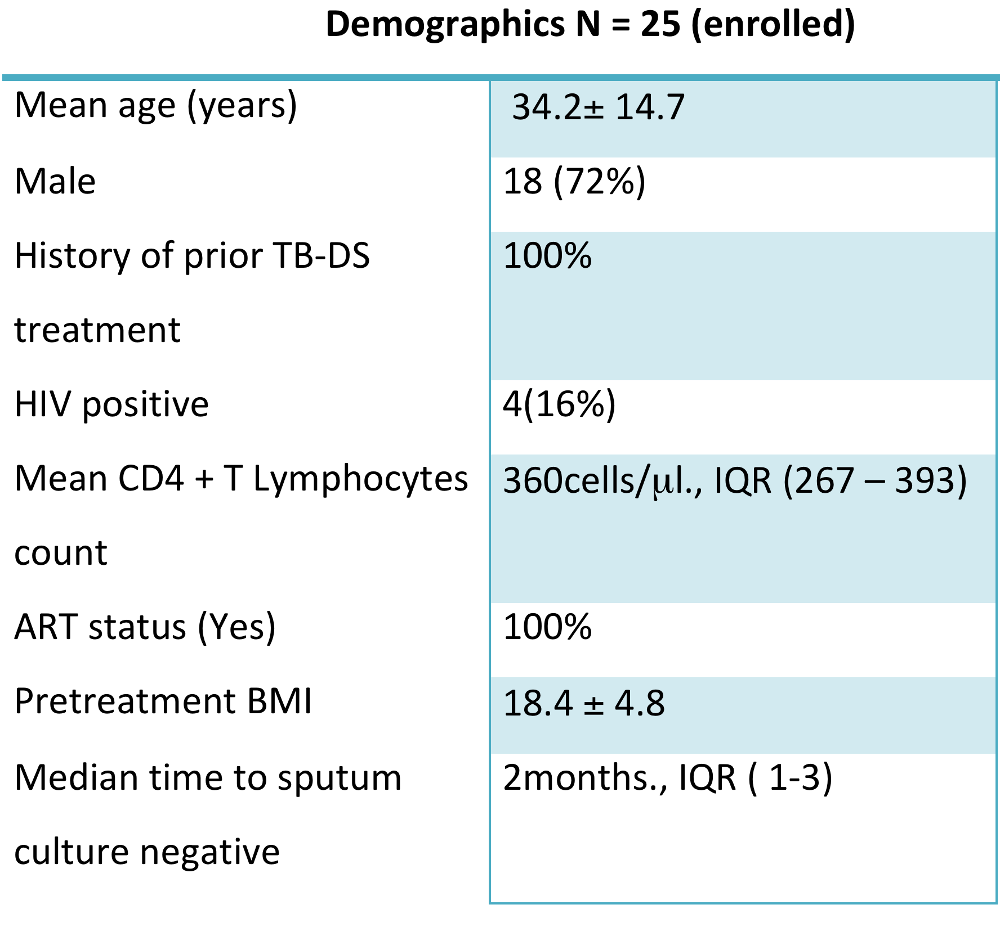 Demographics N = 25 (enrolled)
Mean age (years) 34.2± 14.7
Male 18 (72%)
History of prior TB-DS 100%
treatment
HIV positive 4(16%)
Mean CD4 + T Lymphocytes 360cells/μl., IQR (267 – 393)
count
ART status (Yes) 100%
Pretreatment BMI 18.4 ± 4.8
Median time to sputum 2months., IQR ( 1-3)
culture negative